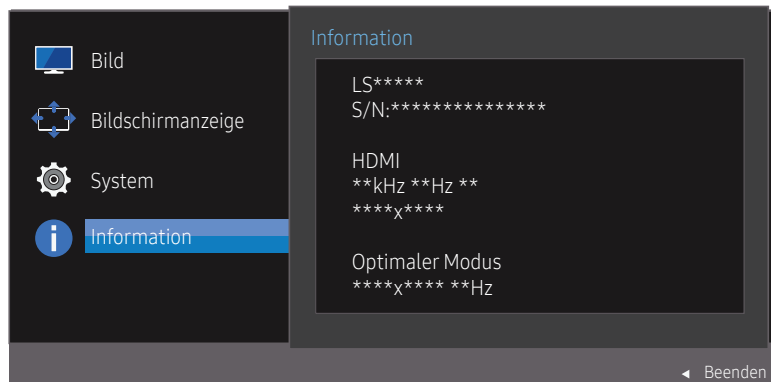 Bild
Bildschirmanzeige
System
Information
Information
LS*****
S/N:***************
HDMI
**kHz **Hz **
****x****
Optimaler Modus
****x**** **Hz
◄ Beenden